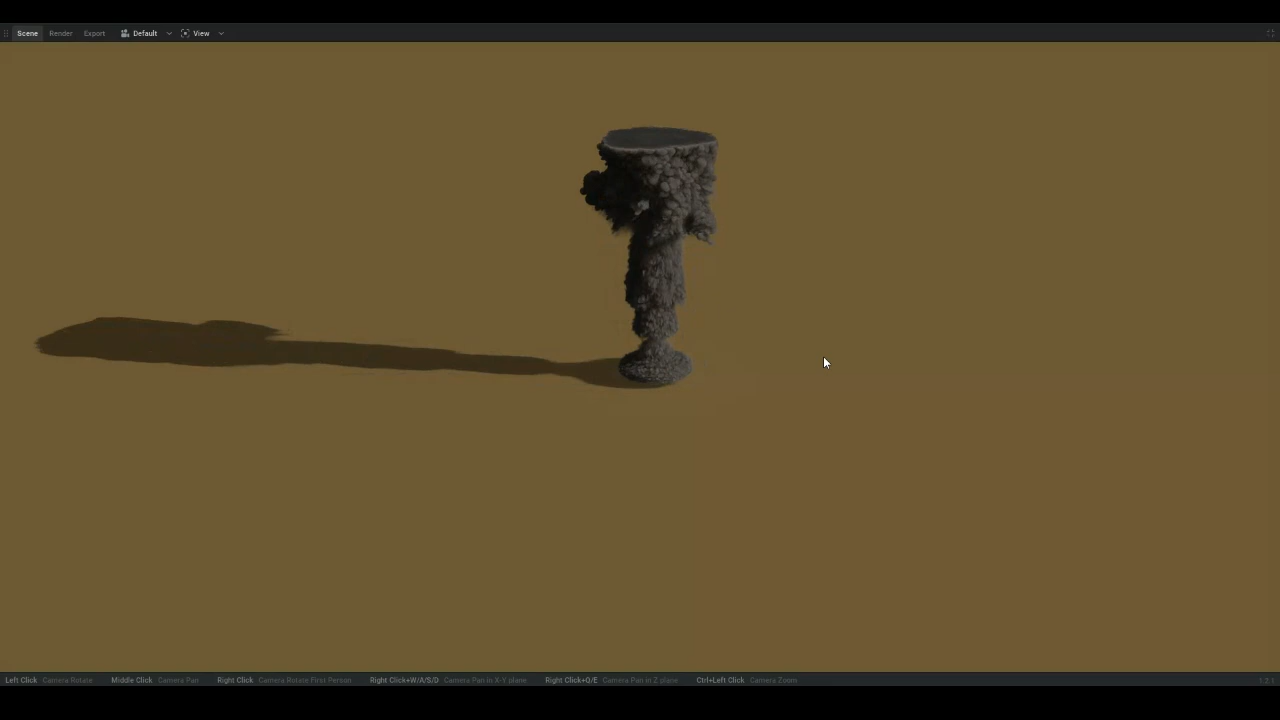 Scene Render Export Default View
Left Click Camera Rotate Middle Click Camera Pan Right Click Camera Rotate First Person Right Click+W/A/S/D Camera Pan in X-Y plane Right Click+Q/E Camera Pan in Z plane Ctrl+Left Click Camera Zoom